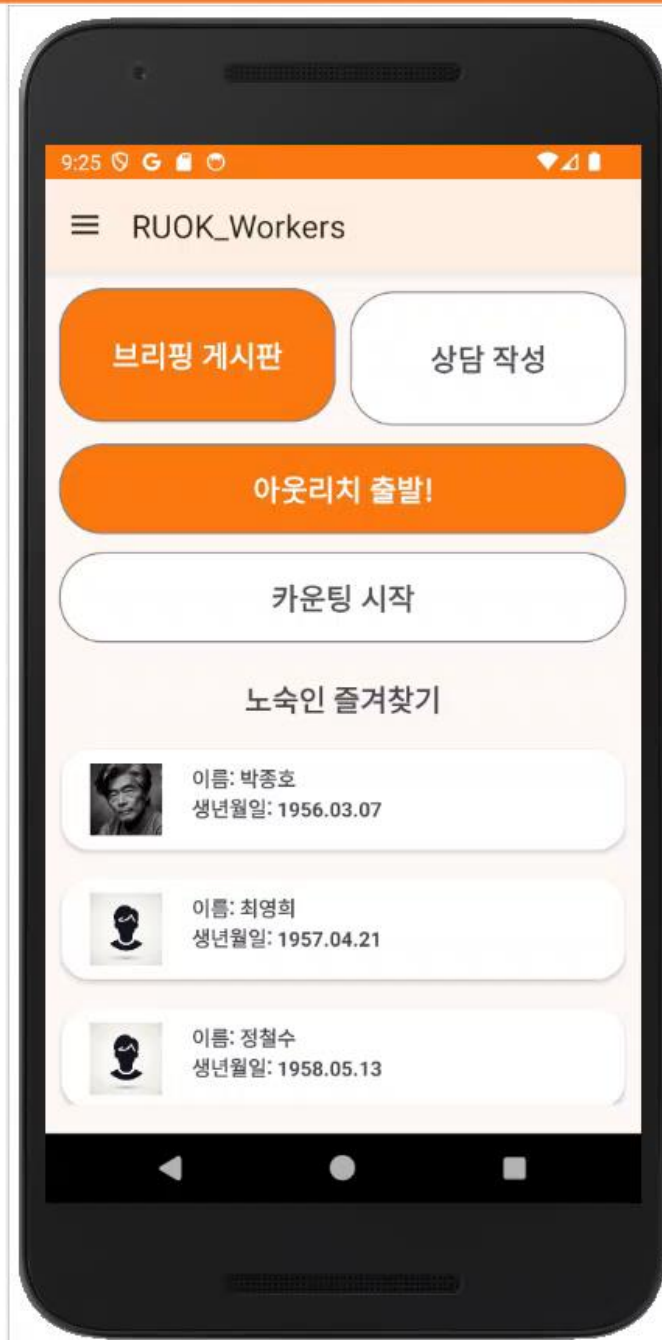 9:25
RUOK_Workers
브리핑 게시판
상담 작성
아웃리치 출발!
카운팅 시작
노숙인 즐겨찾기
이름: 박종호
생년월일: 1956.03.07
이름: 최영희
생년월일: 1957.04.21
이름: 정철수
생년월일: 1958.05.13